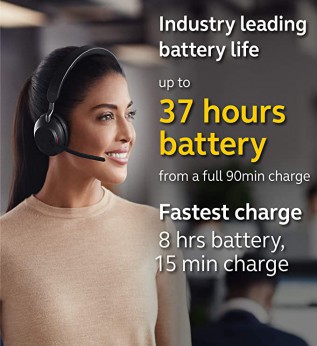 Industry leading
battery life
up to
37 hours
battery
from a full 90min charge
Fastest charge
8 hrs battery,
15 min charge